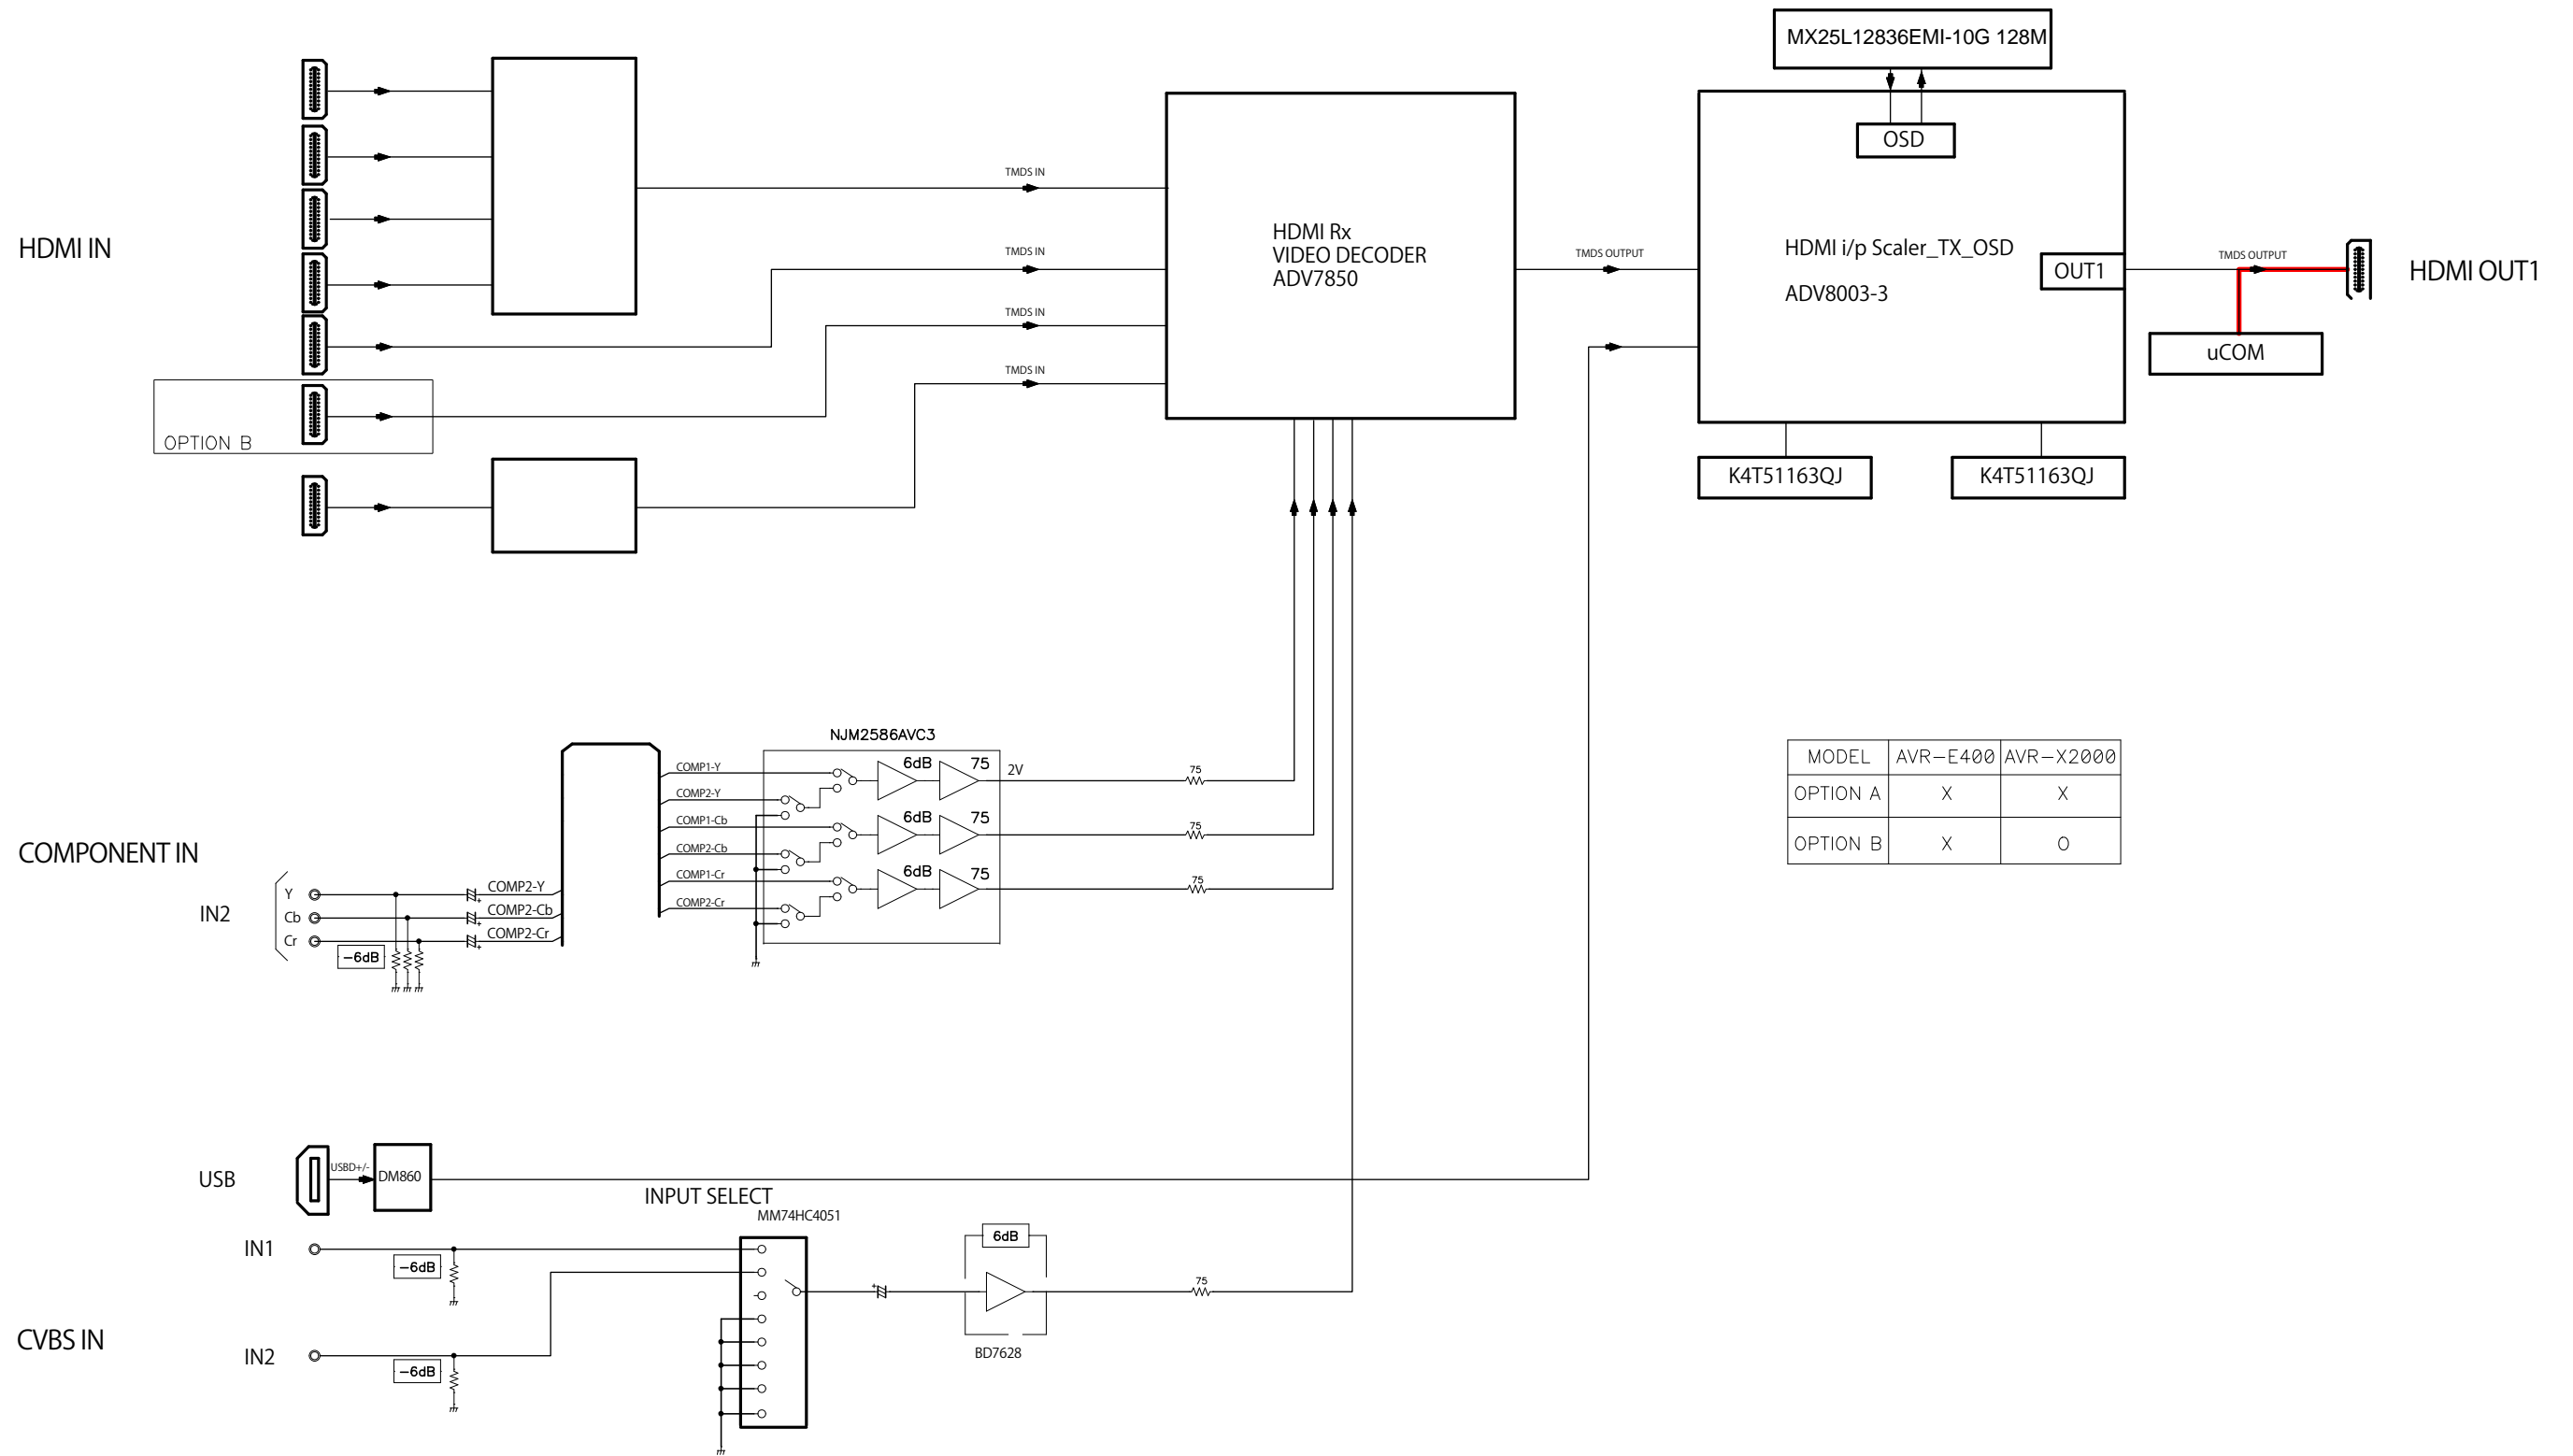 MX25L12836EMI-10G 128M
OSD
HDMI IN
TMDS IN
TMDS IN
TMDS IN
TMDS IN
HDMI Rx
VIDEO DECODER
ADV7850
TMDS OUTPUT
HDMI i/p Scaler_TX_OSD
ADV8003-3
OUT1
TMDS OUTPUT
HDMI OUT1
uCOM
OPTION B
K4T51163QJ
K4T51163QJ
NJM2586AVC3
COMP1-Y
COMP2-Y
COMP1-Cb
COMP2-Cb
COMP1-Cr
COMP2-Cr
6dB
75
2V
75
6dB
75
75
6dB
75
75
MODEL AVR-E400 AVR-X2000
OPTION A X X
OPTION B X O
COMPONENT IN
IN2
Y
Cb
Cr
-6dB
COMP2-Y
COMP2-Cb
COMP2-Cr
USB
USBD+/-
DM860
INPUT SELECT
MM74HC4051
CVBS IN
IN1
-6dB
IN2
-6dB
6dB
BD7628
75